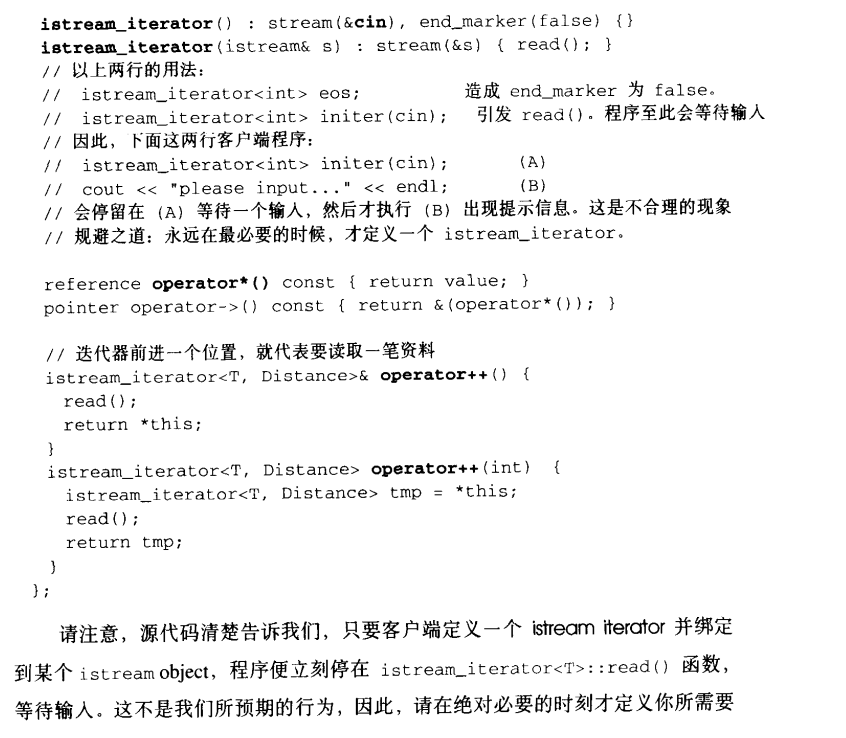 istream_iterator() : stream(&cin), end_marker(false) {}
istream_iterator(istream& s) : stream(&s) { read(); }
// 以上两行的用法：
// istream_iterator<int> eos; 造成 end_marker 为 false。
// istream_iterator<int> initer(cin); 引发 read()。程序至此会等待输入
// 因此，下面这两行客户端程序：
// istream_iterator<int> initer(cin); (A)
// cout << "please input..." << endl; (B)
// 会停留在 (A) 等待一个输入，然后才执行 (B) 出现提示信息。这是不合理的现象
// 规避之道：永远在最必要的时候，才定义一个 istream_iterator。
reference operator*() const { return value; }
pointer operator->() const { return &(operator*()); }
// 迭代器前进一个位置，就代表要读取一笔资料
istream_iterator<T, Distance>& operator++() {
read();
return *this;
}
istream_iterator<T, Distance> operator++(int) {
istream_iterator<T, Distance> tmp = *this;
read();
return tmp;
}
};
请注意，源代码清楚告诉我们，只要客户端定义一个 istream iterator 并绑定
到某个 istream object，程序便立刻停在 istream_iterator<T>::read() 函数，
等待输入。这不是我们所预期的行为，因此，请在绝对必要的时刻才定义你所需要